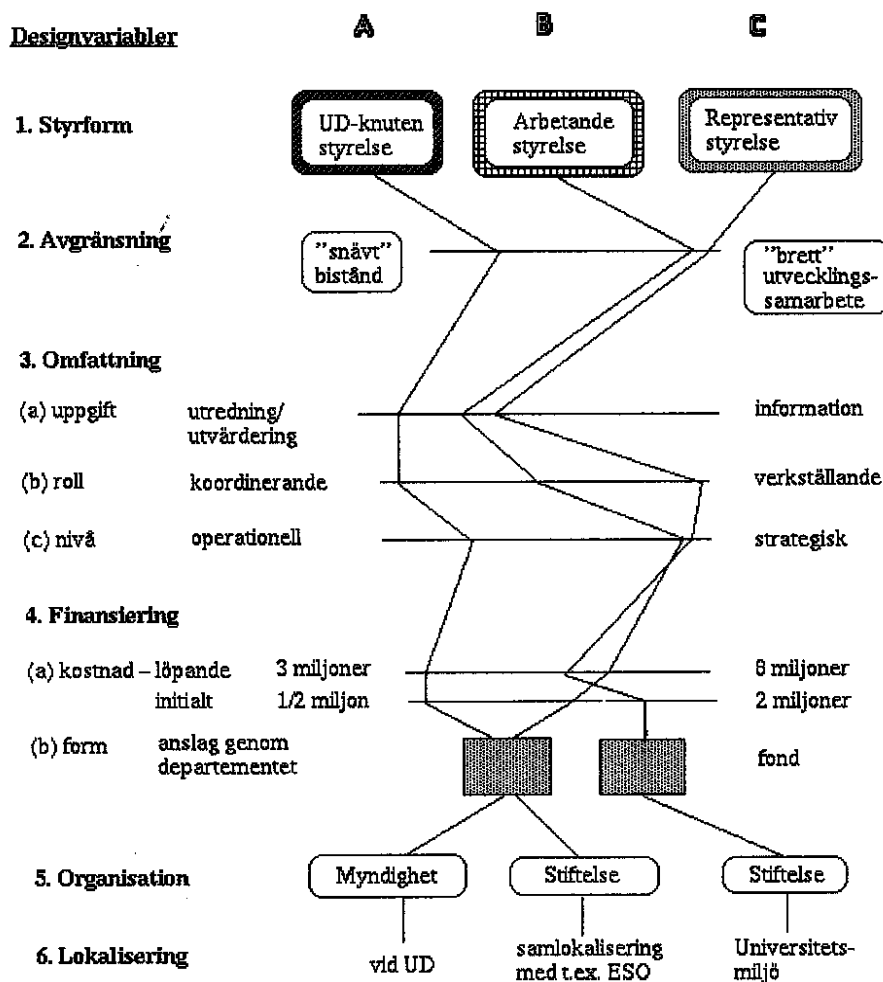 Designvariabler
A B C
1. Styrform
UD-knuten
styrelse
Arbetande
styrelse
Representativ
styrelse
2. Avgränsning
"snävt"
bistånd
"brett"
utvecklings-
samarbete
3. Omfattning
(a) uppgift
utredning/
utvärdering
information
(b) roll
koordinerande
verkställande
(c) nivå
operationell
strategisk
4. Finansiering
(a) kostnad – löpande 3 miljoner
6 miljoner
initialt 1/2 miljon
2 miljoner
(b) form
anslag genom
departementet
fond
5. Organisation
Myndighet
Stiftelse
Stiftelse
6. Lokalisering
vid UD
samlokalisering
med t.ex. ESO
Universitets-
miljö